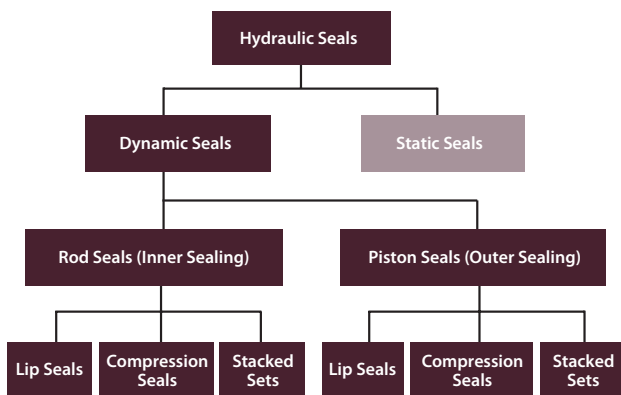 Hydraulic Seals
Dynamic Seals
Static Seals
Rod Seals (Inner Sealing)
Piston Seals (Outer Sealing)
Lip Seals
Compression
Seals
Stacked
Sets
Lip Seals
Compression
Seals
Stacked
Sets